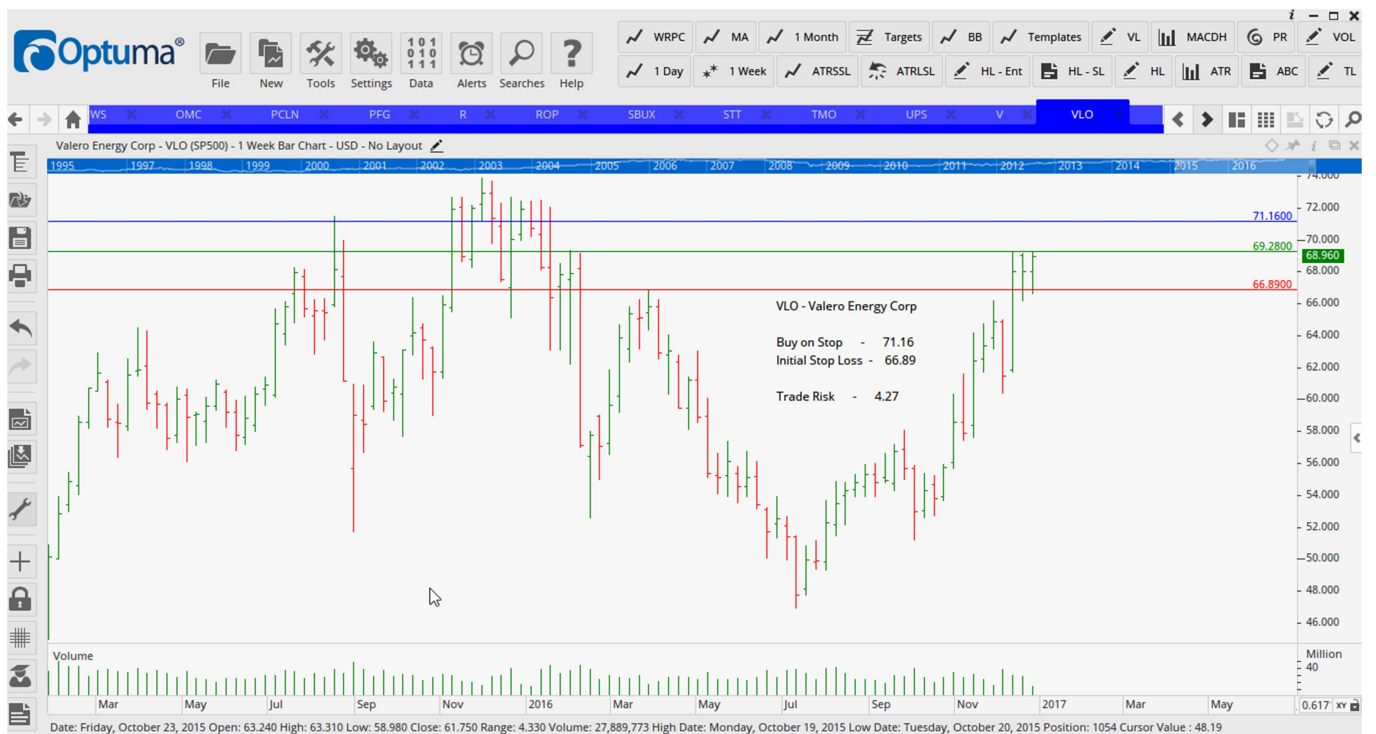 i
Optuma®
WRPC MA 1 Month Targets BB Templates VL MACDH PR VOL
1 Day 1 Week ATRSSL ATRLSL HL - Ent HL - SL HL ATR ABC TL
101
010
111
File New Tools Settings Data Alerts Searches Help
WS OMC PCLN PFG R ROP SBUX STT TMO UPS V VLO
Valero Energy Corp - VLO (SP500) - 1 Week Bar Chart - USD - No Layout
1995 1997 1998 1999 2000 2001 2002 2003 2004 2005 2006 2007 2008 2009 2010 2011 2012 2013 2014 2015 2016
74.000
72.000
71.1600
70.000
69.2800
68.960
68.000
66.8900
66.000
VLO - Valero Energy Corp
Buy on Stop - 71.16
Initial Stop Loss - 66.89
Trade Risk - 4.27
64.000
62.000
60.000
58.000
56.000
54.000
52.000
50.000
48.000
46.000
Volume
Million
40
Mar May Jul Sep Nov 2016 Mar May Jul Sep Nov 2017 Mar May
0.617 XY
Date: Friday, October 23, 2015 Open: 63.240 High: 63.310 Low: 58.980 Close: 61.750 Range: 4.330 Volume: 27,889,773 High Date: Monday, October 19, 2015 Low Date: Tuesday, October 20, 2015 Position: 1054 Cursor Value : 48.19